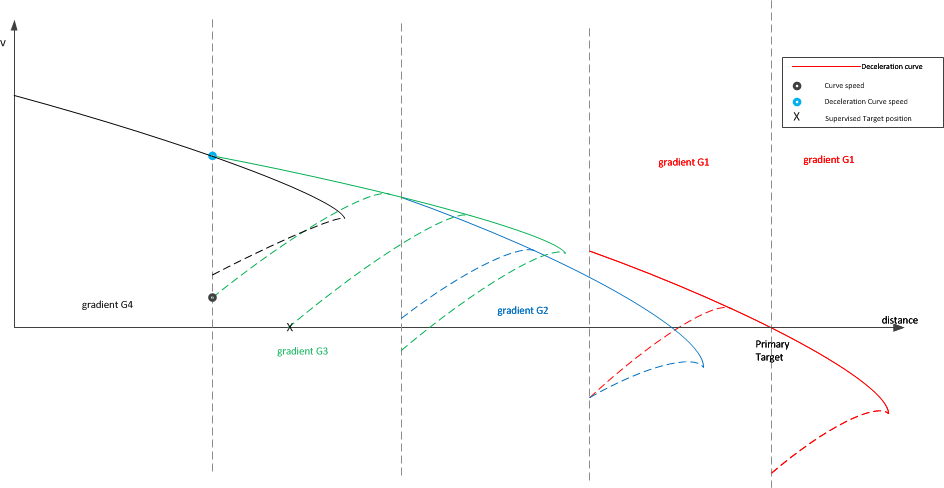 v
Deceleration curve
Curve speed
Deceleration Curve speed
X Supervised Target position
gradient G1
gradient G1
gradient G4
gradient G2
distance
X
gradient G3
Primary
Target